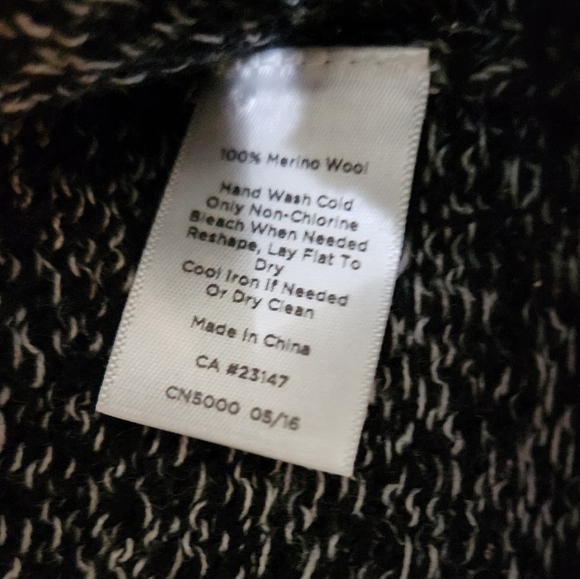 100% Merino Wool
Hand Wash Cold
Only Non-Chlorine
Bleach When Needed
Reshape, Lay Flat To
Dry
Cool Iron If Needed
Or Dry Clean
Made in China
CA #23147
CN5000 05/16